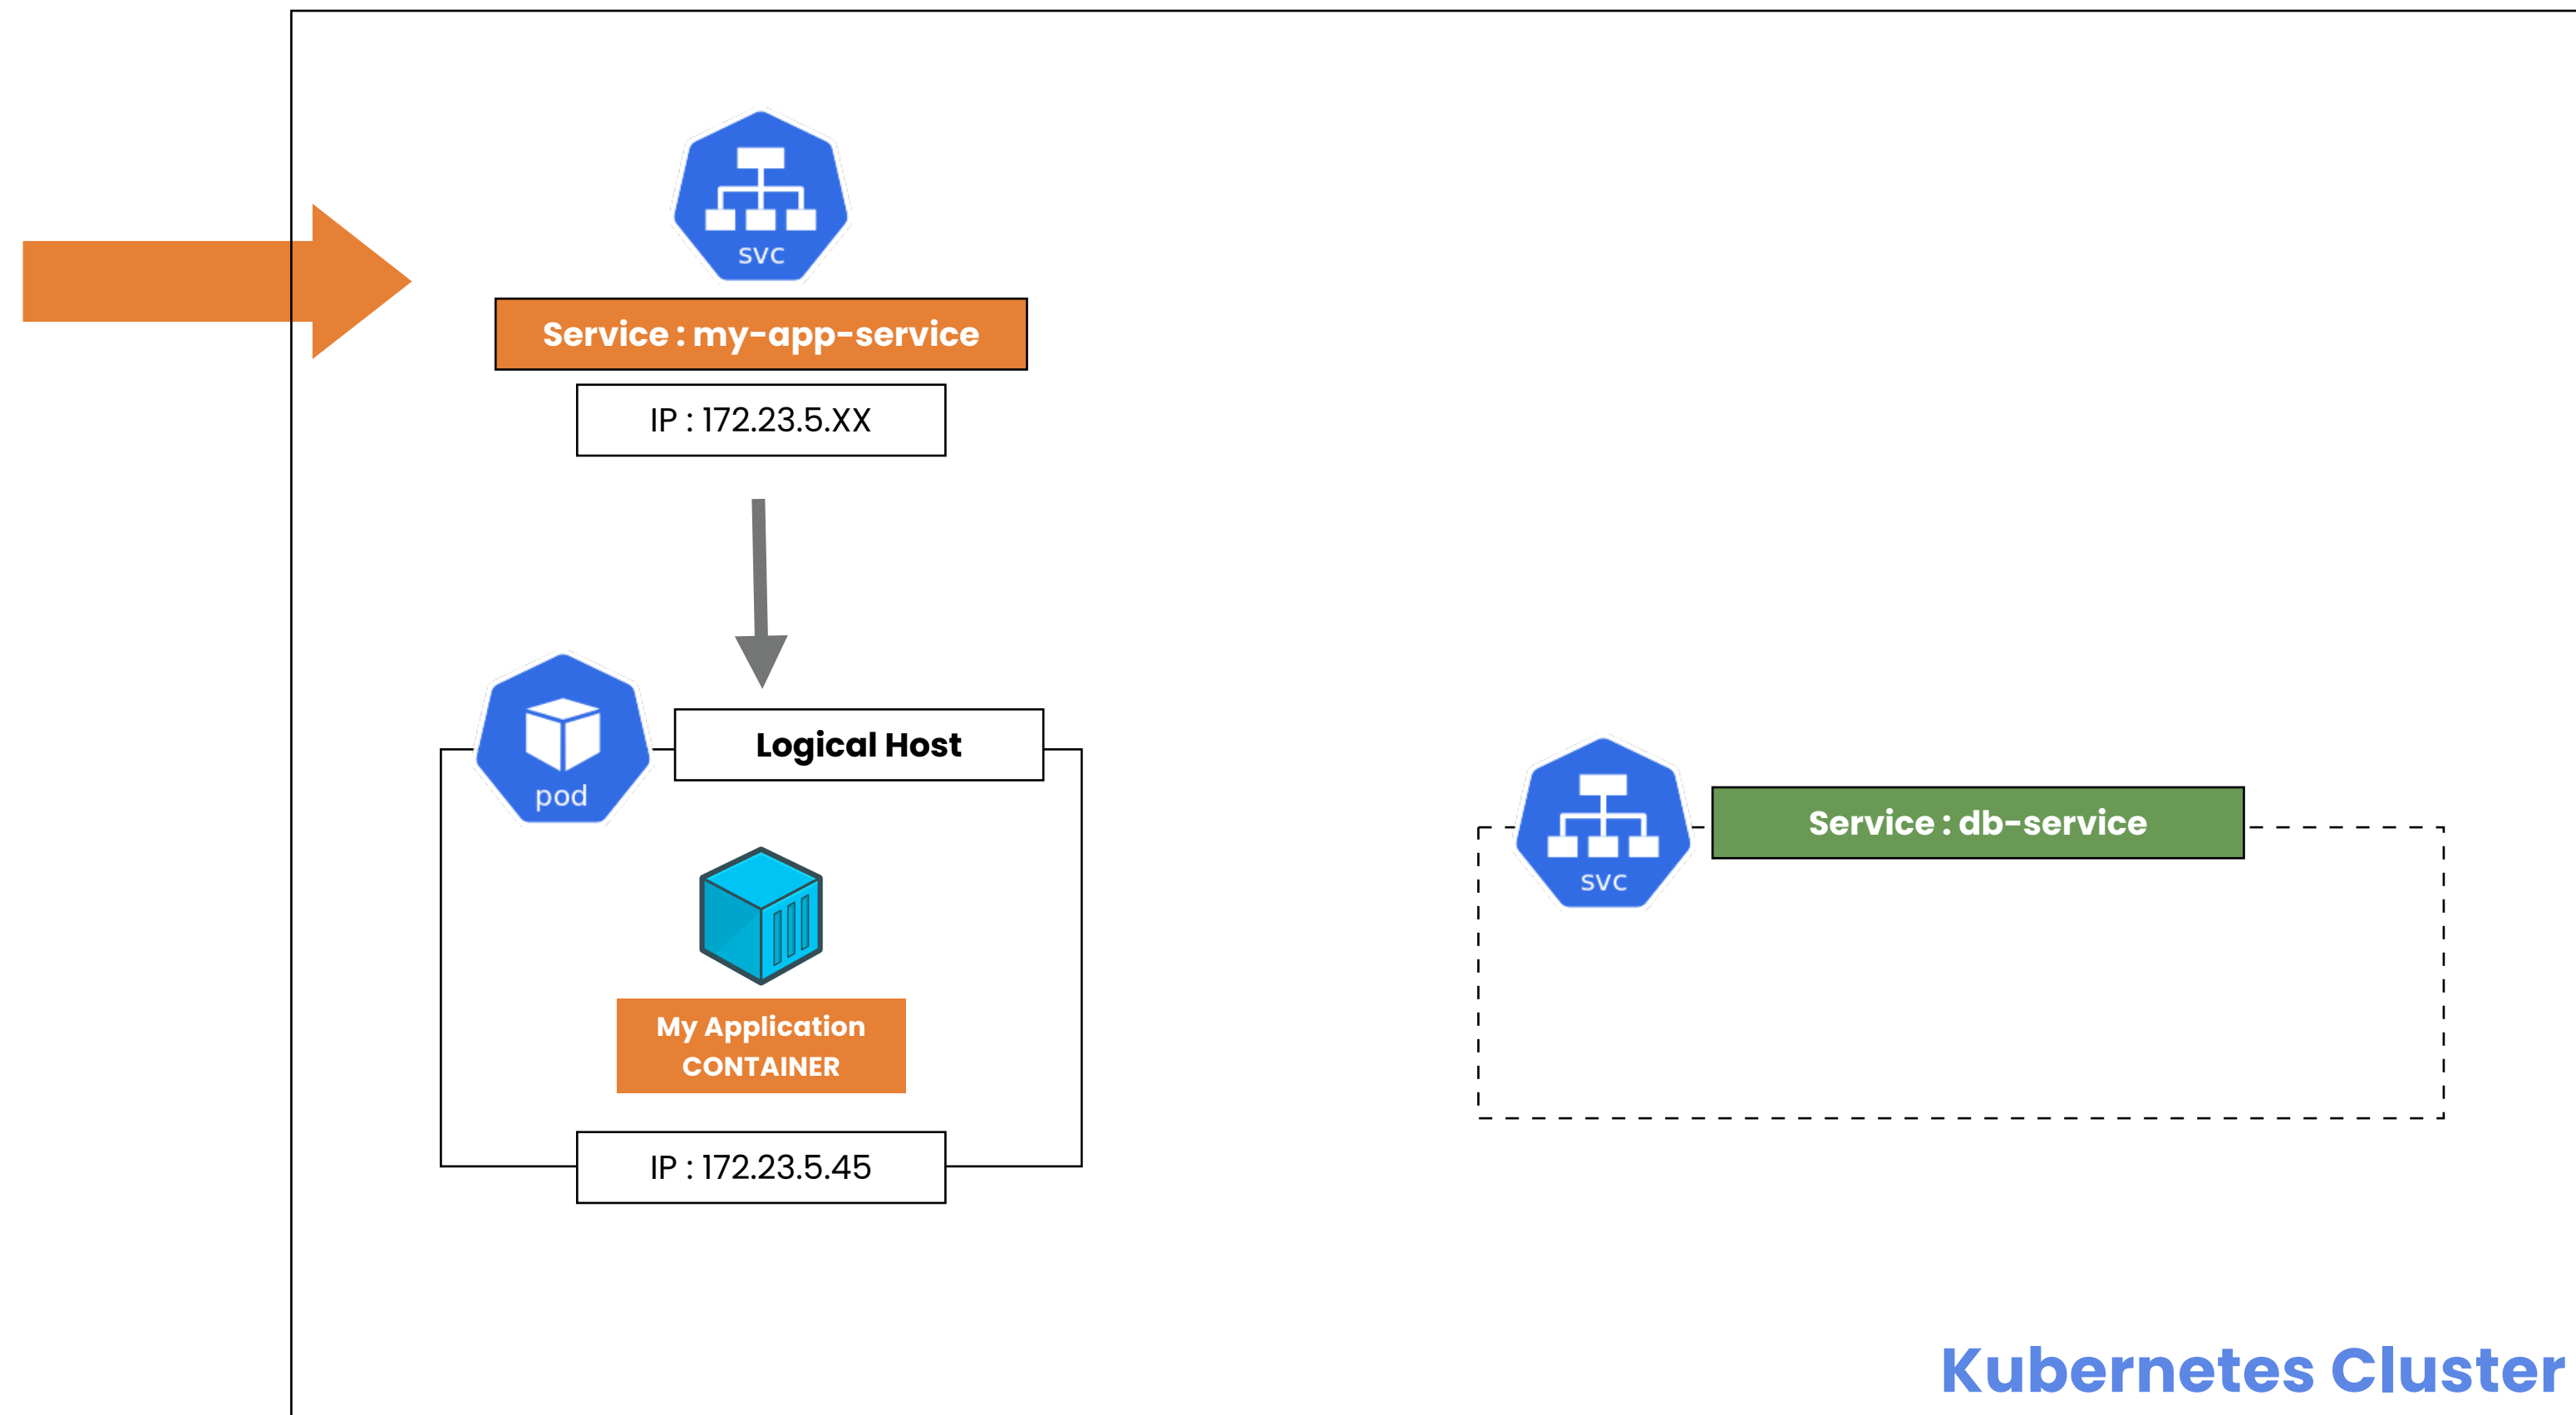 svc
Service : my-app-service
IP : 172.23.5.XX
pod
Logical Host
My Application
CONTAINER
IP : 172.23.5.45
svc
Service : db-service
Kubernetes Cluster